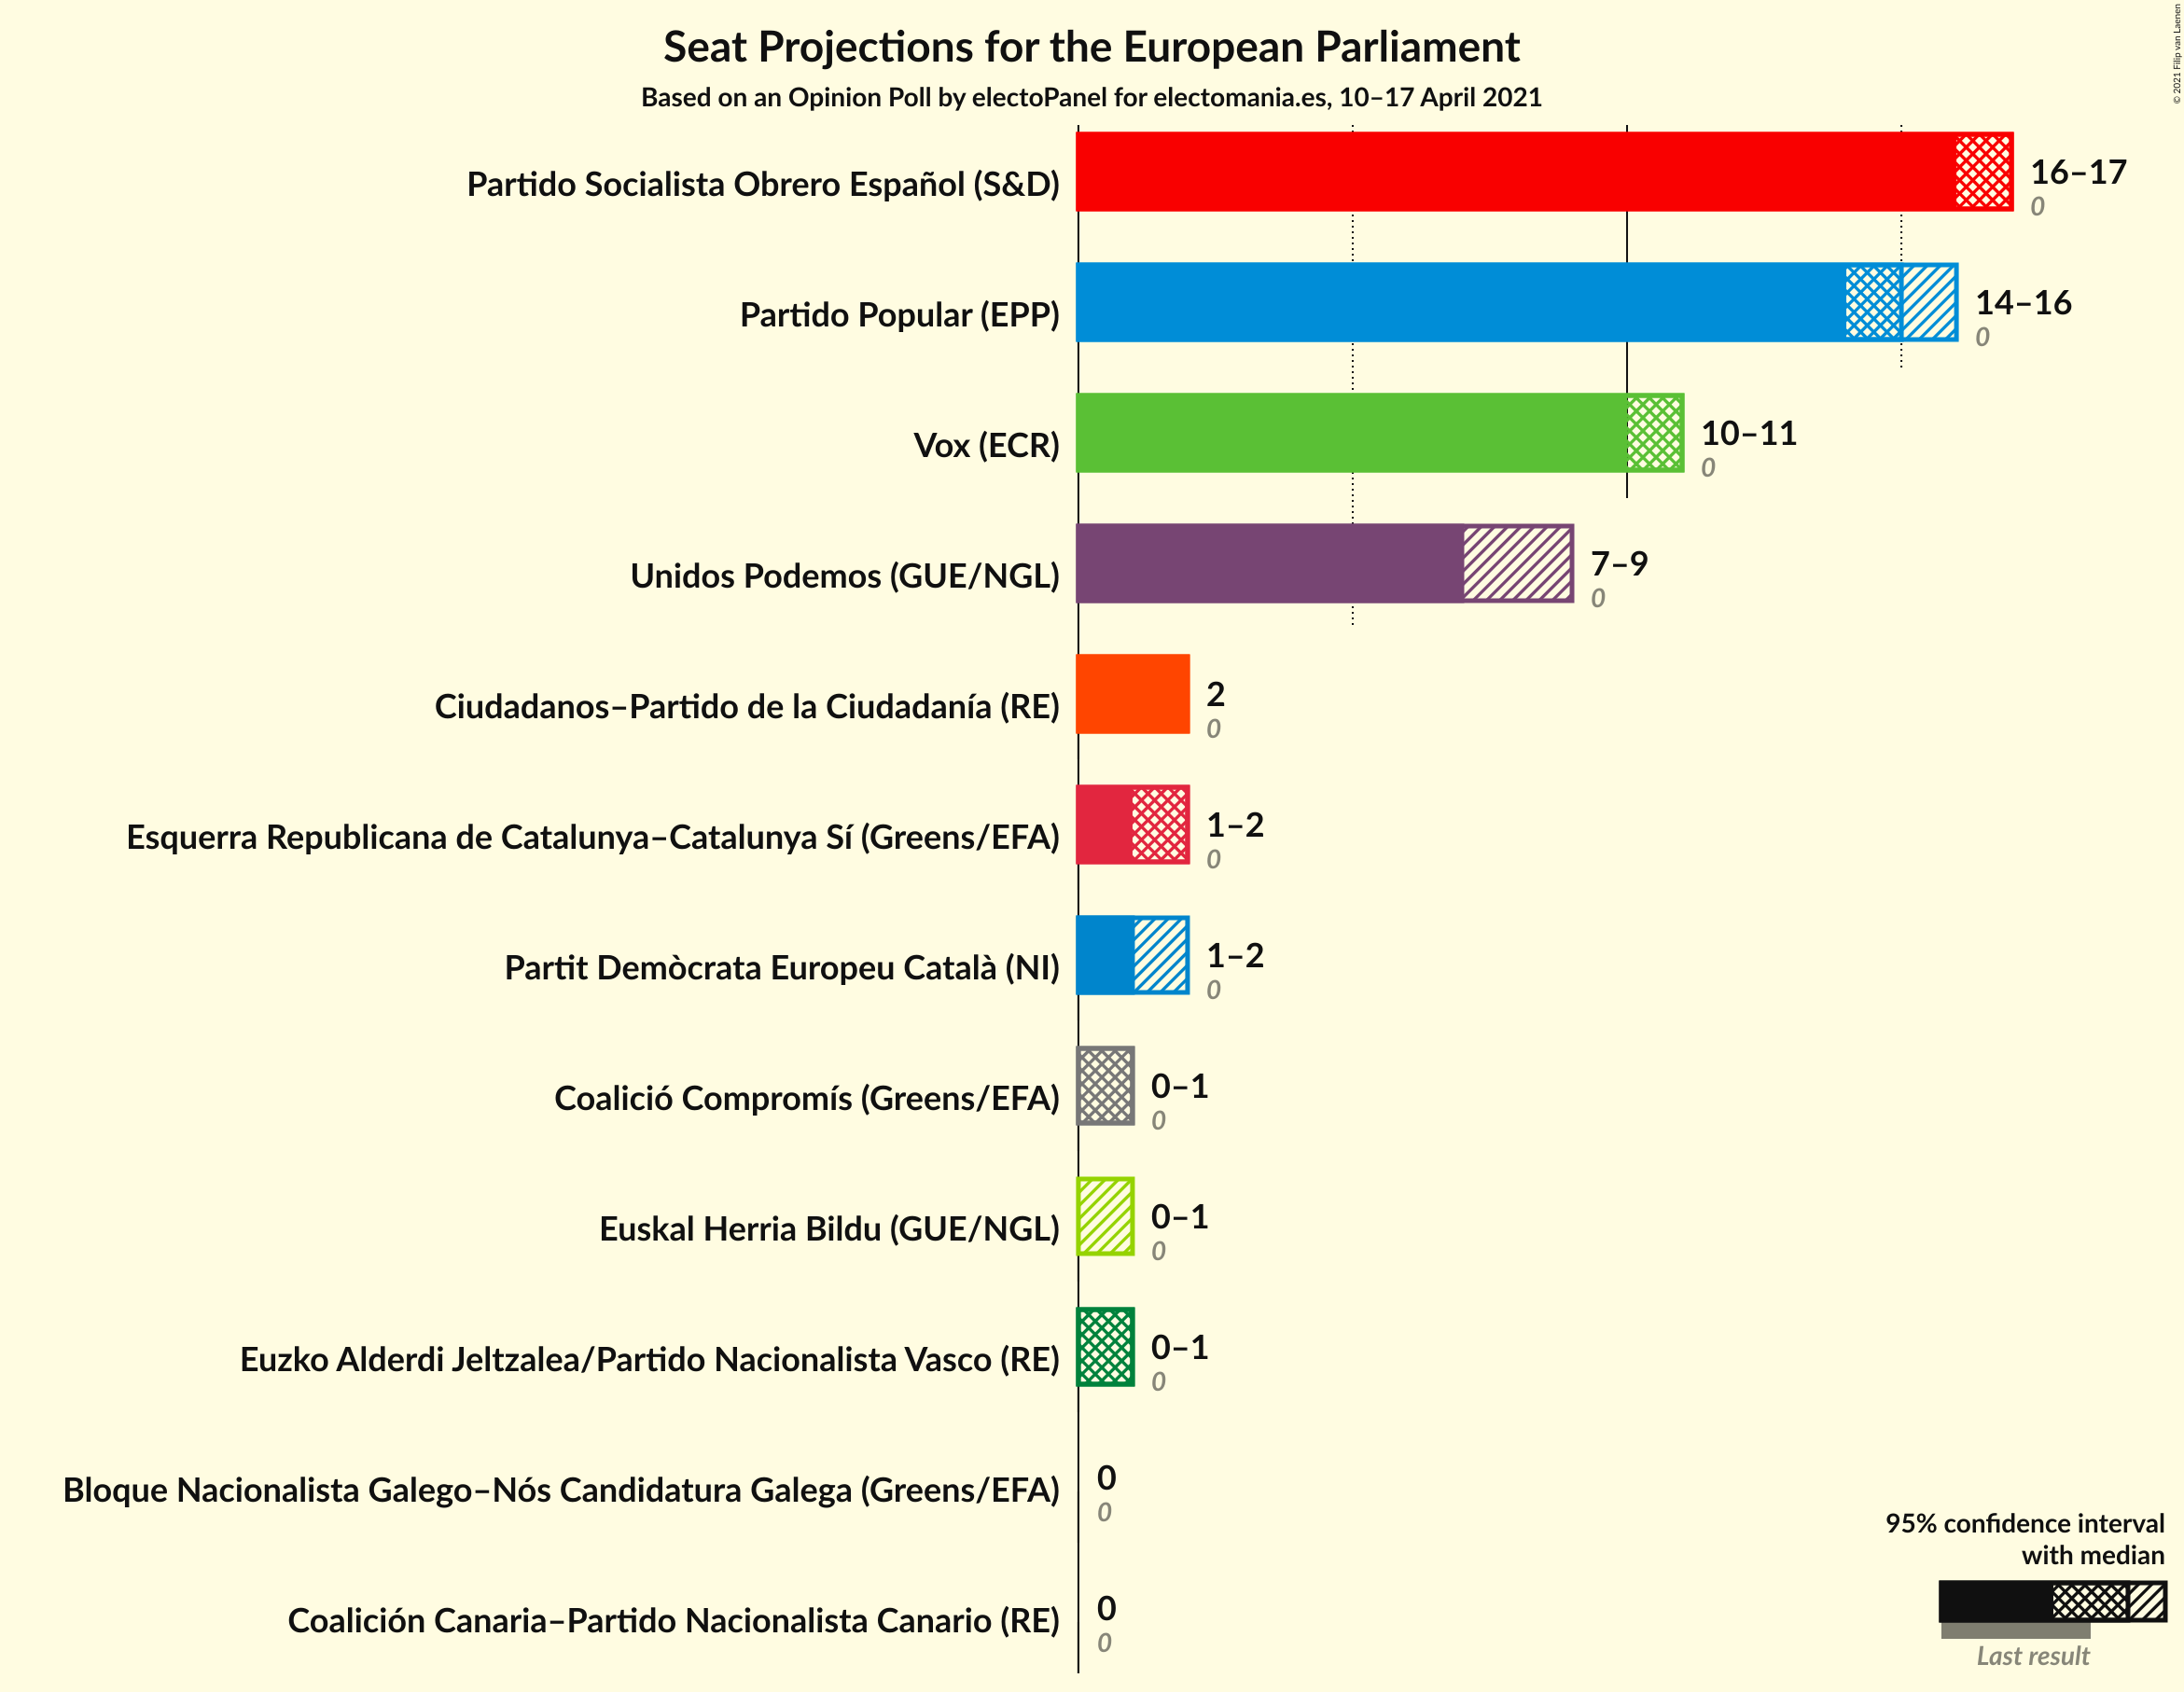 Seat Projections for the European Parliament
Based on an Opinion Poll by electoPanel for electomania.es, 10–17 April 2021
© 2021 Filip van Laenen
Partido Socialista Obrero Español (S&D)
16–17
0
Partido Popular (EPP)
14–16
0
Vox (ECR)
10–11
0
Unidos Podemos (GUE/NGL)
7–9
0
Ciudadanos–Partido de la Ciudadanía (RE)
2
0
Esquerra Republicana de Catalunya–Catalunya Sí (Greens/EFA)
1–2
0
Partit Demòcrata Europeu Català (NI)
1–2
0
Coalició Compromís (Greens/EFA)
0–1
0
Euskal Herria Bildu (GUE/NGL)
0–1
0
Euzko Alderdi Jeltzalea/Partido Nacionalista Vasco (RE)
0–1
0
Bloque Nacionalista Galego–Nós Candidatura Galega (Greens/EFA)
0
0
Coalición Canaria–Partido Nacionalista Canario (RE)
0
0
95% confidence interval
with median
Last result